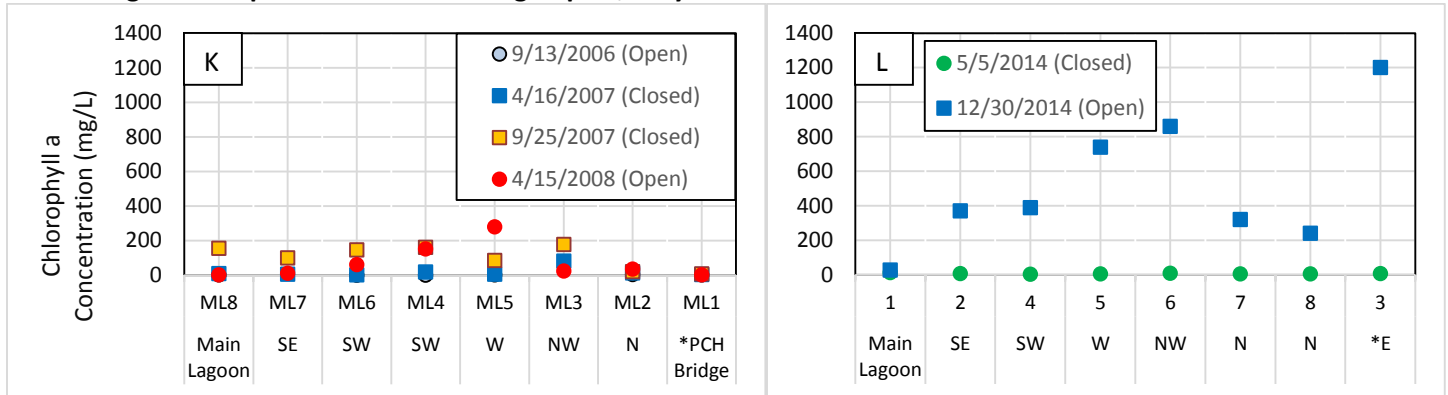 K
1400
1200
1000
800
600
400
200
0
Chlorophyll a
Concentration (mg/L)
9/13/2006 (Open)
4/16/2007 (Closed)
9/25/2007 (Closed)
4/15/2008 (Open)
ML8 ML7 ML6 ML4 ML5 ML3 ML2 ML1
Main SE SW SW W NW N *PCH
Lagoon Bridge
L
1400
1200
1000
800
600
400
200
0
5/5/2014 (Closed)
12/30/2014 (Open)
1 2 4 5 6 7 8 3
Main SE SW W NW N N *E
Lagoon